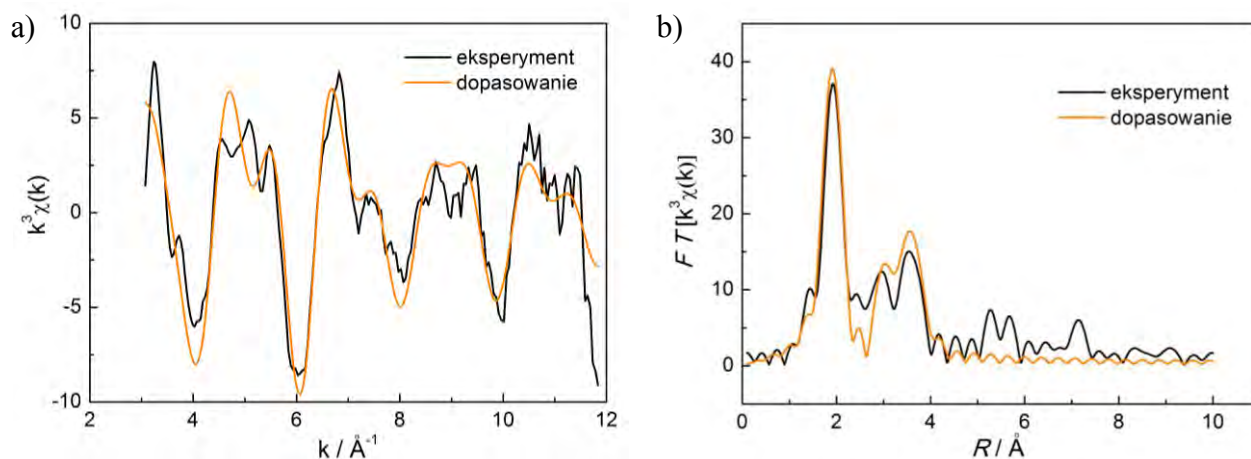 a)
10
5
0
-5
-10
k³χ(k)
eksperyment
dopasowanie
2
4
6
8
10
12
k / Å⁻¹
b)
40
30
20
10
0
F T[k³χ(k)]
eksperyment
dopasowanie
0
2
4
6
8
10
R / Å